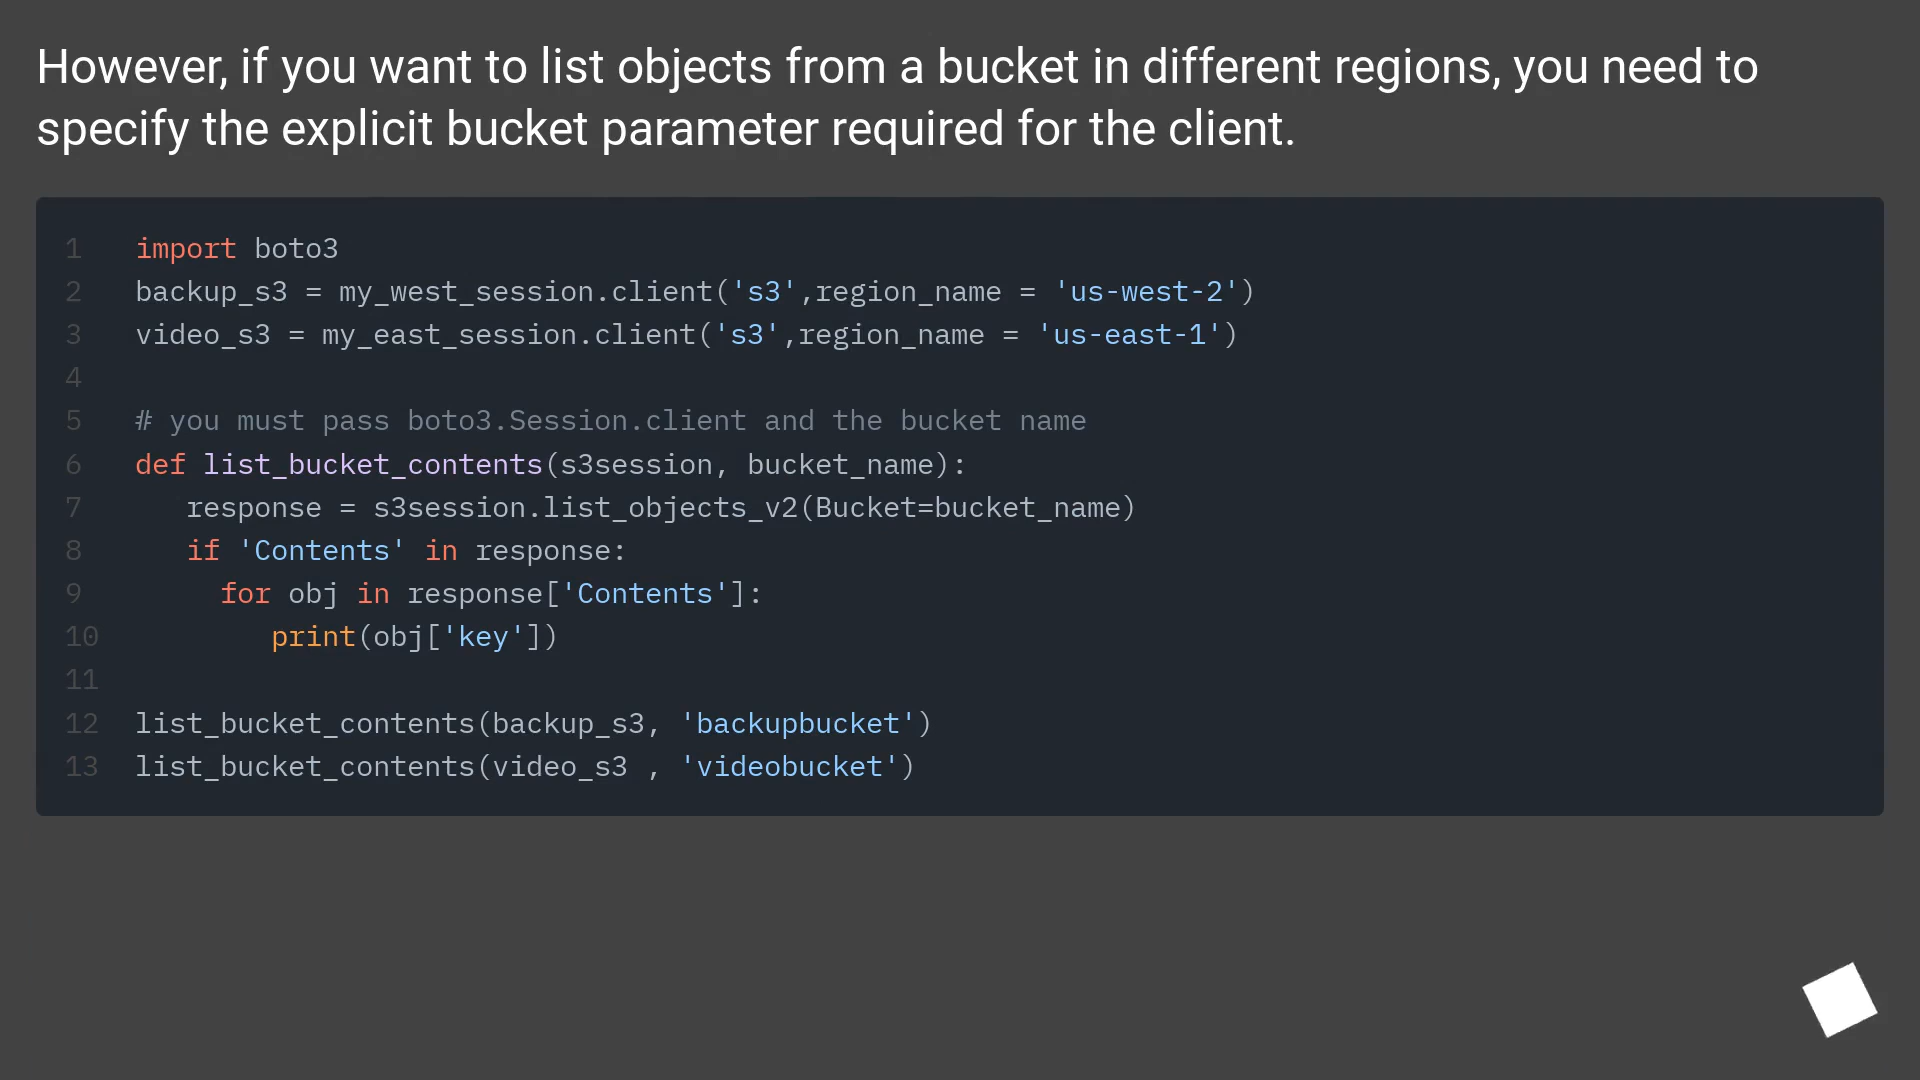 However, if you want to list objects from a bucket in different regions, you need to
specify the explicit bucket parameter required for the client.
1 import boto3
2 backup_s3 = my_west_session.client('s3',region_name = 'us-west-2')
3 video_s3 = my_east_session.client('s3',region_name = 'us-east-1')
4
5 # you must pass boto3.Session.client and the bucket name
6 def list_bucket_contents(s3session, bucket_name):
7    response = s3session.list_objects_v2(Bucket=bucket_name)
8    if 'Contents' in response:
9      for obj in response['Contents']:
10        print(obj['key'])
11
12 list_bucket_contents(backup_s3, 'backupbucket')
13 list_bucket_contents(video_s3 , 'videobucket')